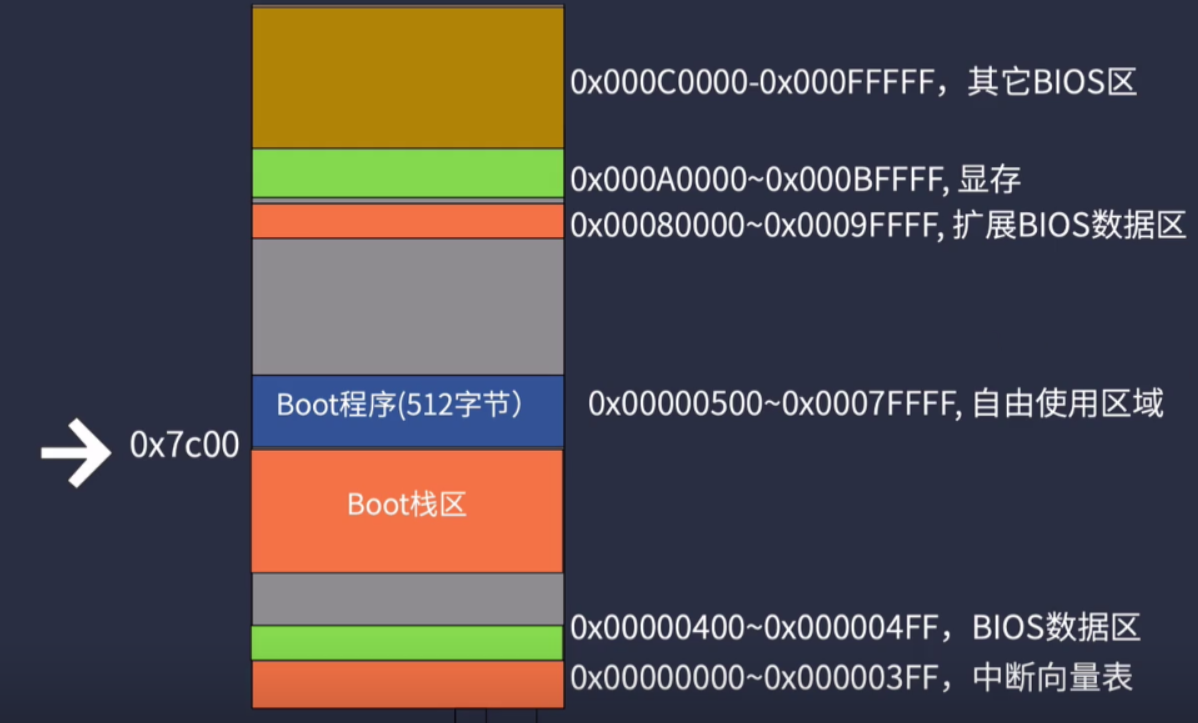 0x000C0000-0x000FFFFF，其它BIOS区
0x000A0000~0x000BFFFF, 显存
0x00080000~0x0009FFFF, 扩展BIOS数据区
Boot程序(512字节）
0x00000500~0x0007FFFF, 自由使用区域
0x7c00
Boot栈区
0x00000400~0x000004FF，BIOS数据区
0x00000000~0x000003FF，中断向量表